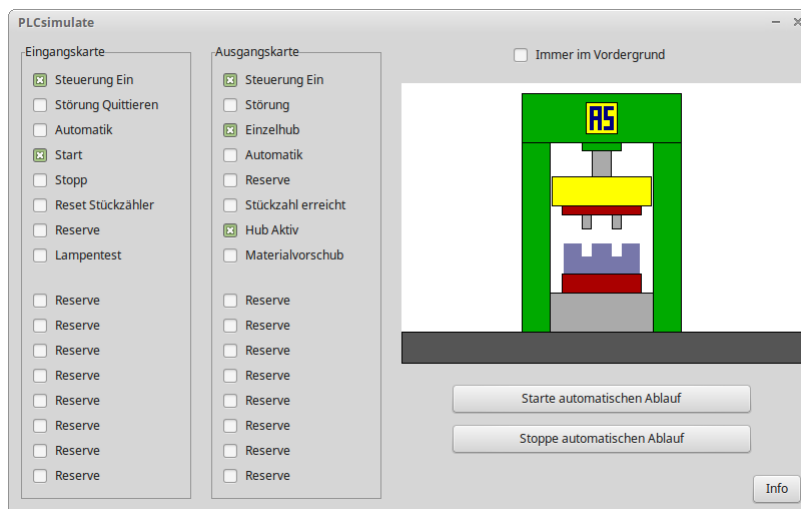 PLCsimulate
Eingangskarte
Steuerung Ein
Störung Quittieren
Automatik
Start
Stopp
Reset Stückzähler
Reserve
Lampentest
Reserve
Reserve
Reserve
Reserve
Reserve
Reserve
Reserve
Reserve
Ausgangskarte
Steuerung Ein
Störung
Einzelhub
Automatik
Reserve
Stückzahl erreicht
Hub Aktiv
Materialvorschub
Reserve
Reserve
Reserve
Reserve
Reserve
Reserve
Reserve
Reserve
Immer im Vordergrund
AS
Starte automatischen Ablauf
Stoppe automatischen Ablauf
Info